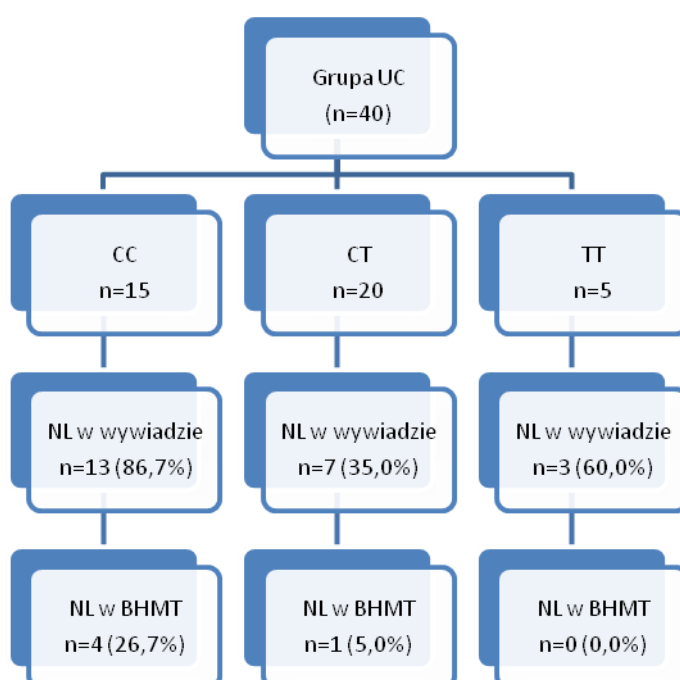 Grupa UC
(n=40)
CC
n=15
CT
n=20
TT
n=5
NL w wywiadzie
n=13 (86,7%)
NL w wywiadzie
n=7 (35,0%)
NL w wywiadzie
n=3 (60,0%)
NL w BHMT
n=4 (26,7%)
NL w BHMT
n=1 (5,0%)
NL w BHMT
n=0 (0,0%)